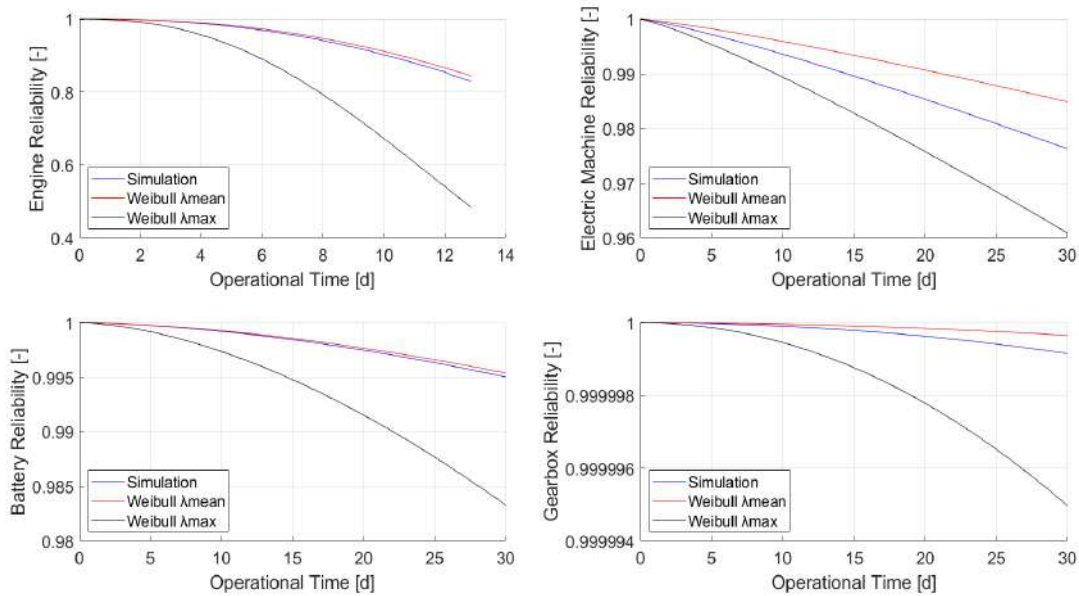 Engine Reliability [-]
1
0.8
0.6
0.4
Simulation
Weibull λmean
Weibull λmax
0 2 4 6 8 10 12 14
Operational Time [d]
Electric Machine Reliability [-]
1
0.99
0.98
0.97
0.96
Simulation
Weibull λmean
Weibull λmax
0 5 10 15 20 25 30
Operational Time [d]
Battery Reliability [-]
1
0.995
0.99
0.985
0.98
Simulation
Weibull λmean
Weibull λmax
0 5 10 15 20 25 30
Operational Time [d]
Gearbox Reliability [-]
1
0.999998
0.999996
0.999994
Simulation
Weibull λmean
Weibull λmax
0 5 10 15 20 25 30
Operational Time [d]